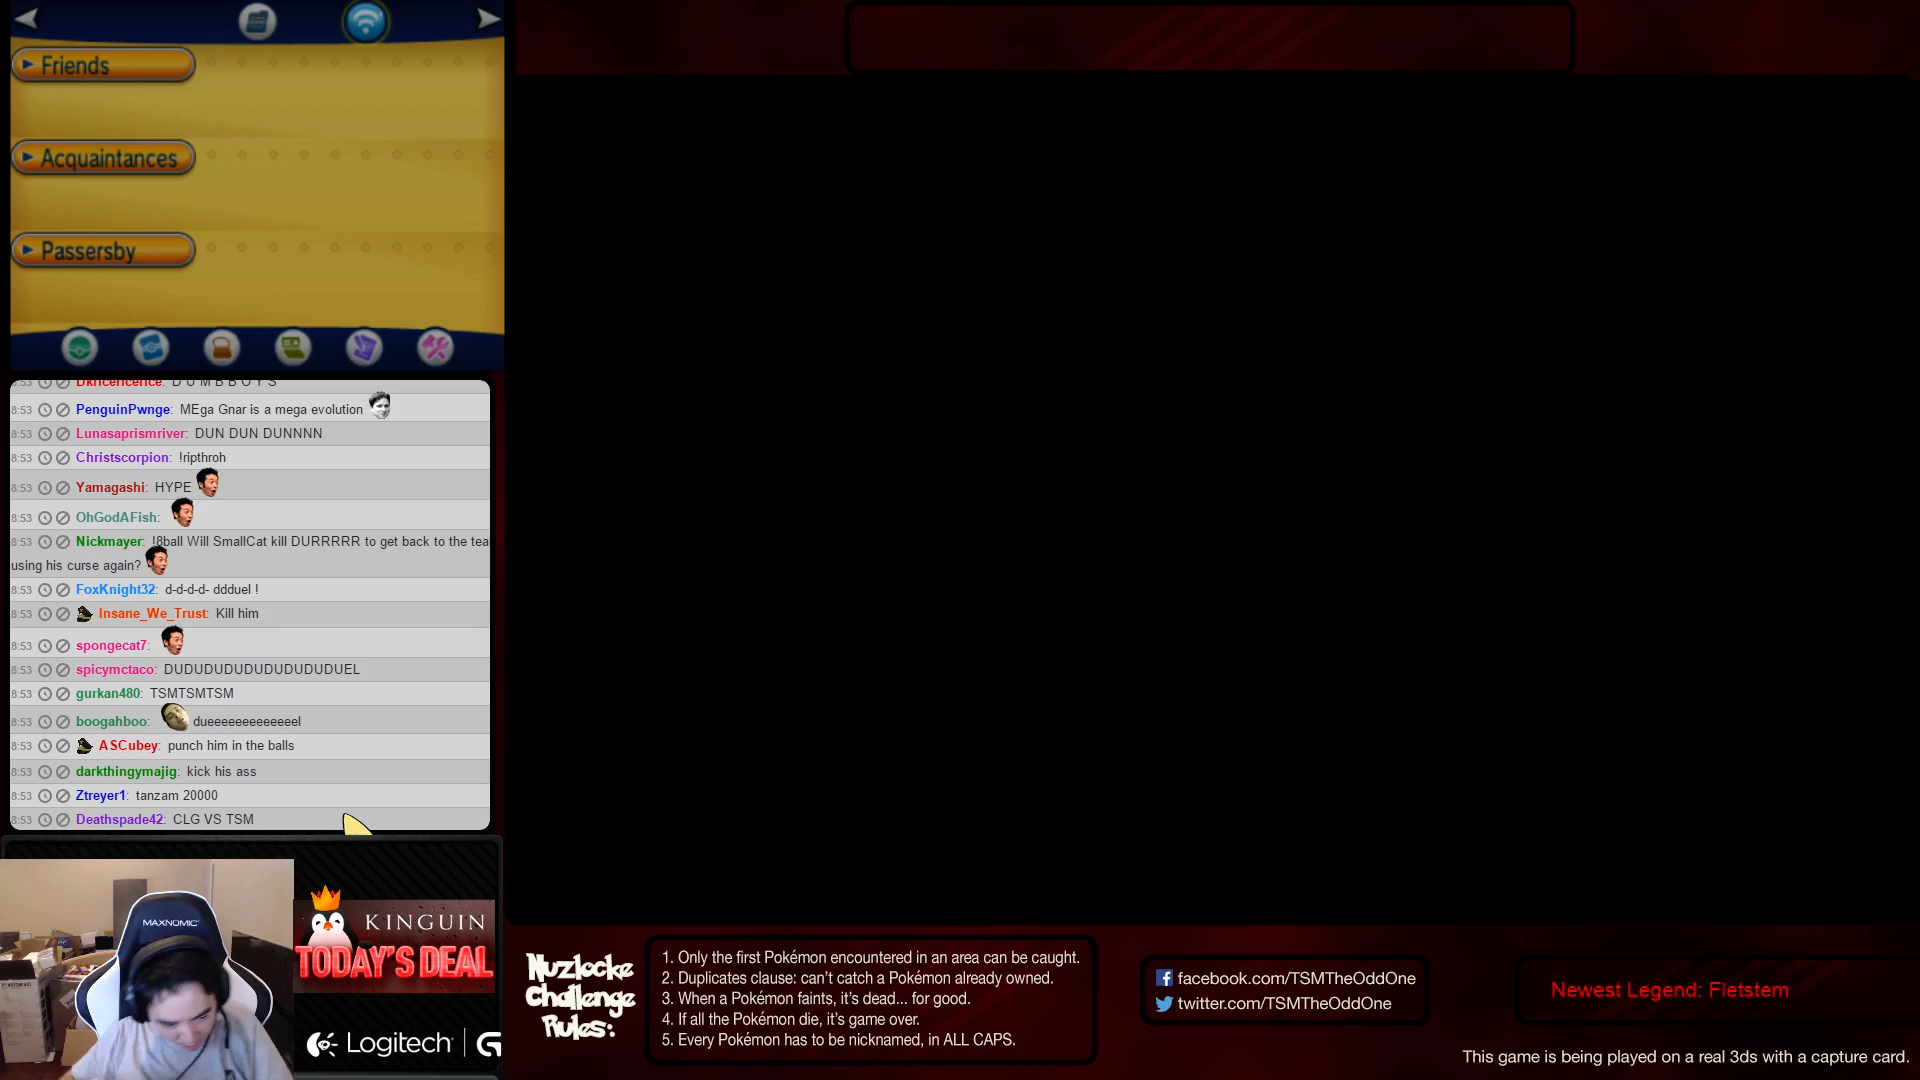 Friends
Acquaintances
Passersby
8:53 Dkricericerice: D U M B B O Y S
8:53 PenguinPwnge: MEga Gnar is a mega evolution
8:53 Lunasaprismriver: DUN DUN DUNNNN
8:53 Christscorpion: !ripthroh
8:53 Yamagashi: HYPE
8:53 OhGodAFish:
8:53 Nickmayer: !8ball Will SmallCat kill DURRRRR to get back to the tea
using his curse again?
8:53 FoxKnight32: d-d-d-d- ddduel !
8:53 Insane_We_Trust: Kill him
8:53 spongecat7:
8:53 spicymctaco: DUDUDUDUDUDUDUDUDUEL
8:53 gurkan480: TSMTSMTSM
8:53 boogahboo: dueeeeeeeeeeeel
8:53 ASCubey: punch him in the balls
8:53 darkthingymajig: kick his ass
8:53 Ztreyer1: tanzam 20000
8:53 Deathspade42: CLG VS TSM
MAXNOMIC
KINGUIN
TODAY'S DEAL
Logitech G
Nuzlocke
Challenge
Rules:
1. Only the first Pokémon encountered in an area can be caught.
2. Duplicates clause: can't catch a Pokémon already owned.
3. When a Pokémon faints, it's dead... for good.
4. If all the Pokémon die, it's game over.
5. Every Pokémon has to be nicknamed, in ALL CAPS.
facebook.com/TSMTheOddOne
twitter.com/TSMTheOddOne
Newest Legend: Fletstem
This game is being played on a real 3ds with a capture card.